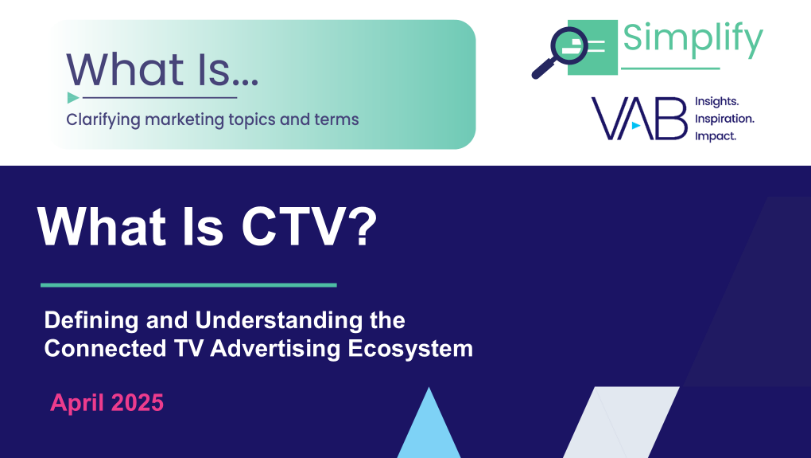 What Is...
Clarifying marketing topics and terms
Simplify
VAB
Insights.
Inspiration.
Impact.
What Is CTV?
Defining and Understanding the
Connected TV Advertising Ecosystem
April 2025